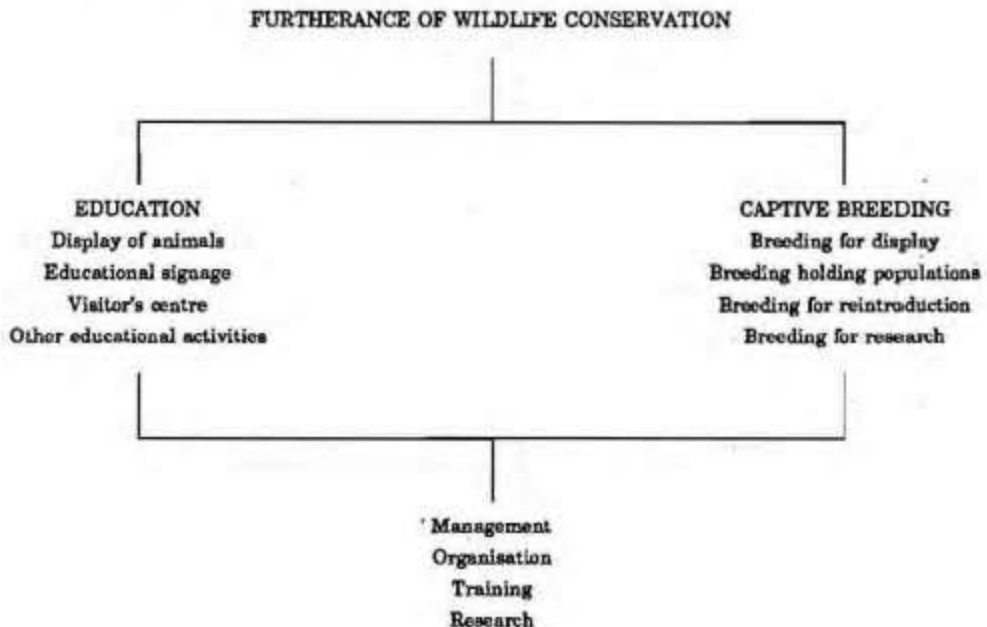 FURTHERANCE OF WILDLIFE CONSERVATION
EDUCATION
Display of animals
Educational signage
Visitor's centre
Other educational activities
CAPTIVE BREEDING
Breeding for display
Breeding holding populations
Breeding for reintroduction
Breeding for research
Management
Organisation
Training
Research